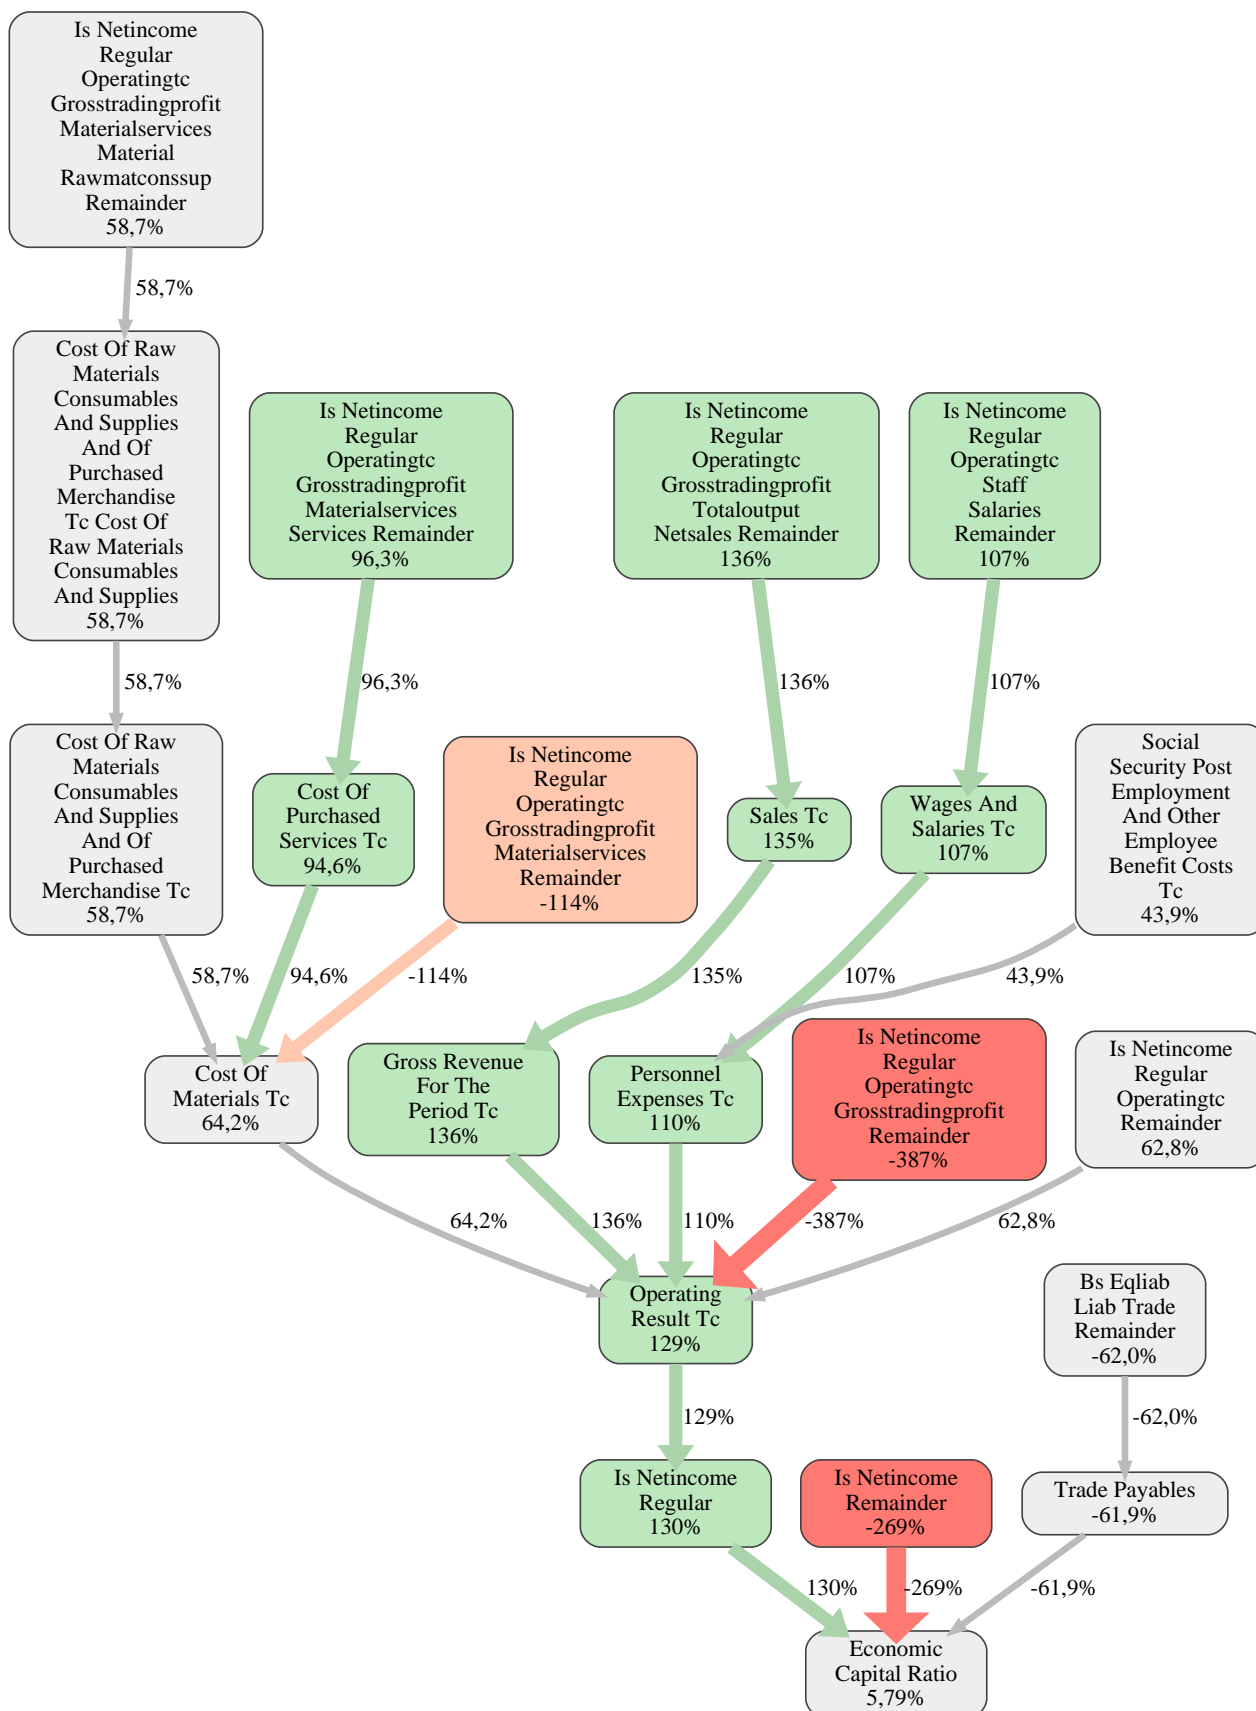 Is Netincome
Regular
Operatingtc
Grosstradingprofit
Materialservices
Material
Rawmatconssup
Remainder
58,7%
58,7%
Cost Of Raw
Materials
Consumables
And Supplies
And Of
Purchased
Merchandise
Tc Cost Of
Raw Materials
Consumables
And Supplies
58,7%
Is Netincome
Regular
Operatingtc
Grosstradingprofit
Materialservices
Services Remainder
96,3%
Is Netincome
Regular
Operatingtc
Grosstradingprofit
Totaloutput
Netsales Remainder
136%
Is Netincome
Regular
Operatingtc
Staff
Salaries
Remainder
107%
58,7%
96,3%
136%
107%
Cost Of Raw
Materials
Consumables
And Supplies
And Of
Purchased
Merchandise Tc
58,7%
Cost Of
Purchased
Services Tc
94,6%
Is Netincome
Regular
Operatingtc
Grosstradingprofit
Materialservices
Remainder
-114%
Sales Tc
135%
Wages And
Salaries Tc
107%
Social
Security Post
Employment
And Other
Employee
Benefit Costs
Tc
43,9%
58,7%
94,6%
-114%
135%
107%
43,9%
Cost Of
Materials Tc
64,2%
Gross Revenue
For The
Period Tc
136%
Personnel
Expenses Tc
110%
Is Netincome
Regular
Operatingtc
Grosstradingprofit
Remainder
-387%
Is Netincome
Regular
Operatingtc
Remainder
62,8%
64,2%
136%
110%
-387%
62,8%
Operating
Result Tc
129%
Bs Eqliab
Liab Trade
Remainder
-62,0%
129%
-62,0%
Is Netincome
Regular
130%
Is Netincome
Remainder
-269%
Trade Payables
-61,9%
130%
-269%
-61,9%
Economic
Capital Ratio
5,79%